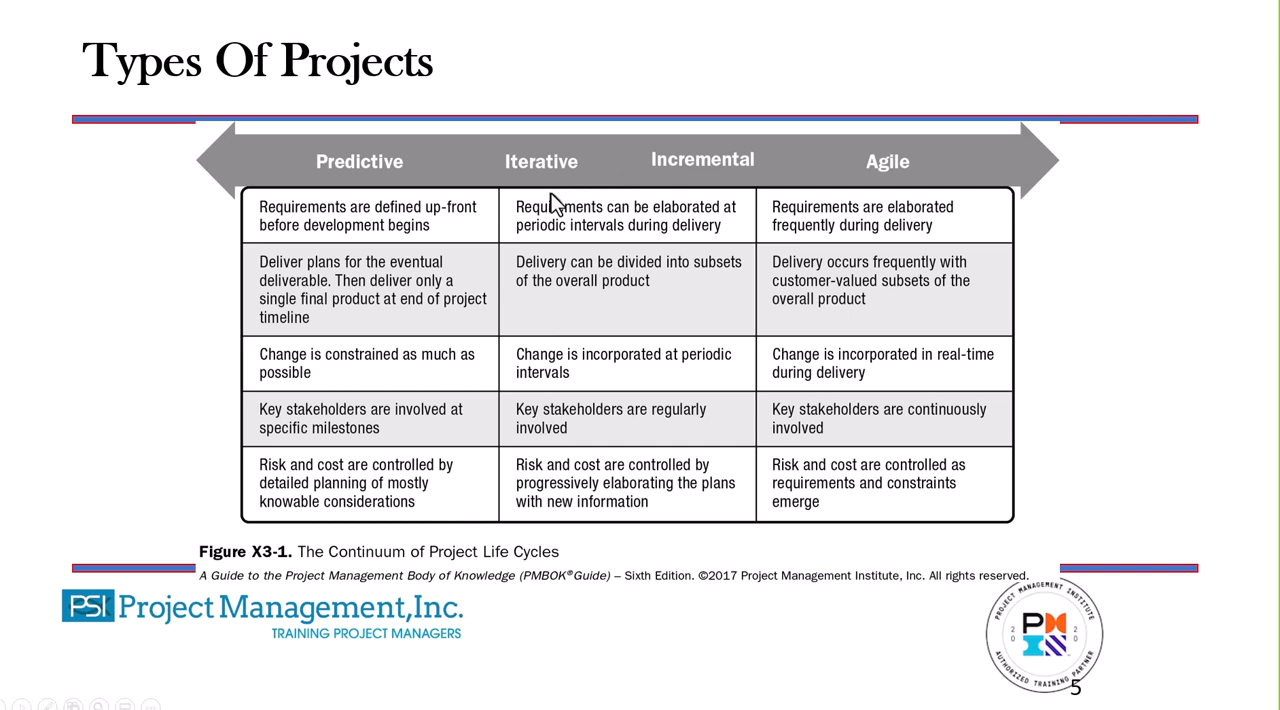 Types Of Projects
Predictive
Iterative
Incremental
Agile
Requirements are defined up-front
before development begins
Requirements can be elaborated at
periodic intervals during delivery
Requirements are elaborated
frequently during delivery
Deliver plans for the eventual
deliverable. Then deliver only a
single final product at end of project
timeline
Delivery can be divided into subsets
of the overall product
Delivery occurs frequently with
customer-valued subsets of the
overall product
Change is constrained as much as
possible
Change is incorporated at periodic
intervals
Change is incorporated in real-time
during delivery
Key stakeholders are involved at
specific milestones
Key stakeholders are regularly
involved
Key stakeholders are continuously
involved
Risk and cost are controlled by
detailed planning of mostly
knowable considerations
Risk and cost are controlled by
progressively elaborating the plans
with new information
Risk and cost are controlled as
requirements and constraints
emerge
Figure X3-1. The Continuum of Project Life Cycles
A Guide to the Project Management Body of Knowledge (PMBOK®Guide) – Sixth Edition. ©2017 Project Management Institute, Inc. All rights reserved.
PSI Project Management, Inc.
TRAINING PROJECT MANAGERS
PROJECT MANAGEMENT INSTITUTE
2020
AUTHORIZED TRAINING PARTNER
5